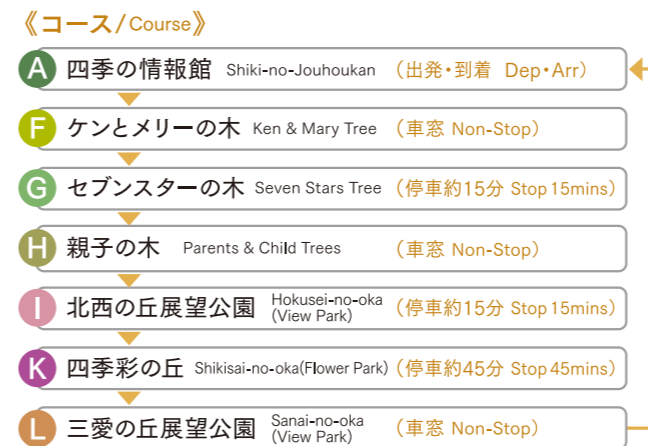 《コース/Course》
A 四季の情報館 Shiki-no-Jouhoukan （出発・到着 Dep・Arr）
F ケンとメリーの木 Ken & Mary Tree （車窓 Non-Stop）
G セブンスターの木 Seven Stars Tree （停車約15分 Stop 15mins）
H 親子の木 Parents & Child Trees （車窓 Non-Stop）
I 北西の丘展望公園 Hokusei-no-oka
(View Park) （停車約15分 Stop 15mins）
K 四季彩の丘 Shikisai-no-oka(Flower Park) （停車約45分 Stop 45mins）
L 三愛の丘展望公園 Sanai-no-oka
(View Park) （車窓 Non-Stop）